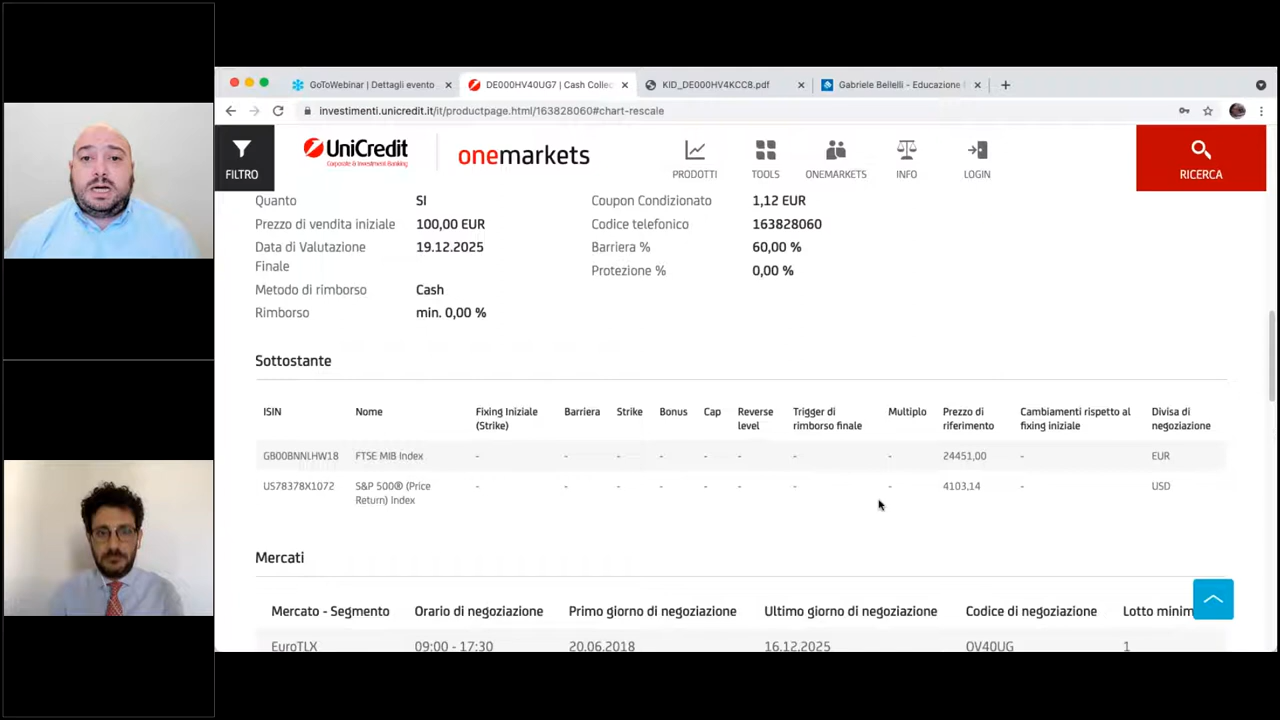 GoToWebinar | Dettagli evento
DE000HV40UG7 | Cash Collec
KID_DE000HV4KCC8.pdf
Gabriele Bellelli - Educazione
investimenti.unicredit.it/it/productpage.html/163828060#chart-rescale
FILTRO
UniCredit
Corporate & Investment Banking
onemarkets
PRODOTTI
TOOLS
ONEMARKETS
INFO
LOGIN
RICERCA
Quanto SI Coupon Condizionato 1,12 EUR
Prezzo di vendita iniziale 100,00 EUR Codice telefonico 163828060
Data di Valutazione 19.12.2025 Barriera % 60,00 %
Finale Protezione % 0,00 %
Metodo di rimborso Cash
Rimborso min. 0,00 %
Sottostante
ISIN Nome Fixing Iniziale Barriera Strike Bonus Cap Reverse Trigger di Multiplo Prezzo di Cambiamenti rispetto al Divisa di
(Strike) level rimborso finale riferimento fixing iniziale negoziazione
GB00BNNLHW18 FTSE MIB Index - - - - - - - - 24451,00 - EUR
US78378X1072 S&P 500® (Price - - - - - - - - 4103,14 - USD
Return) Index
Mercati
Mercato - Segmento Orario di negoziazione Primo giorno di negoziazione Ultimo giorno di negoziazione Codice di negoziazione Lotto minim
EuroTLX 09:00 - 17:30 20.06.2018 16.12.2025 OV40UG 1